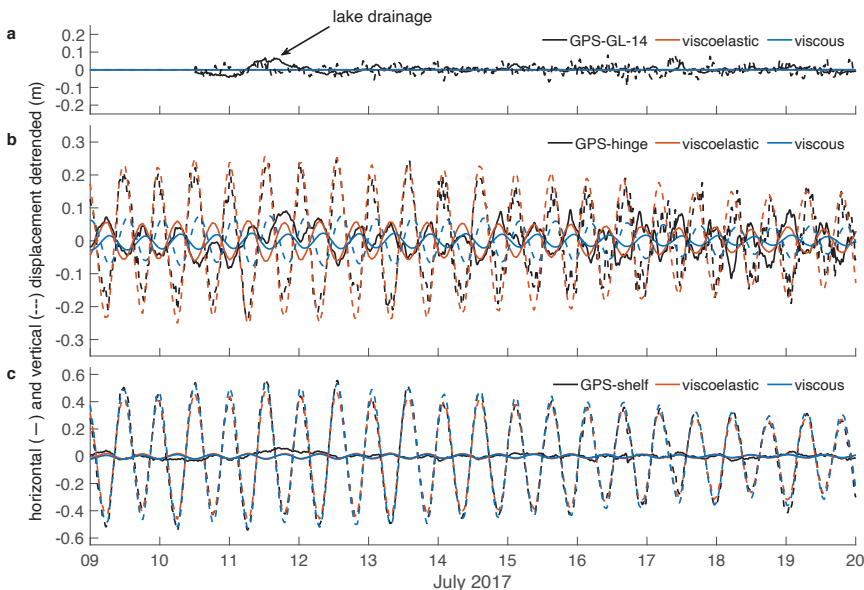 lake drainage
a
GPS-GL-14 viscoelastic viscous
0.2
0.1
0
-0.1
-0.2
b
GPS-hinge viscoelastic viscous
0.3
0.2
0.1
0
-0.1
-0.2
-0.3
c
GPS-shelf viscoelastic viscous
0.6
0.4
0.2
0
-0.2
-0.4
-0.6
horizontal (—) and vertical (---) displacement detrended (m)
09 10 11 12 13 14 15 16 17 18 19 20
July 2017